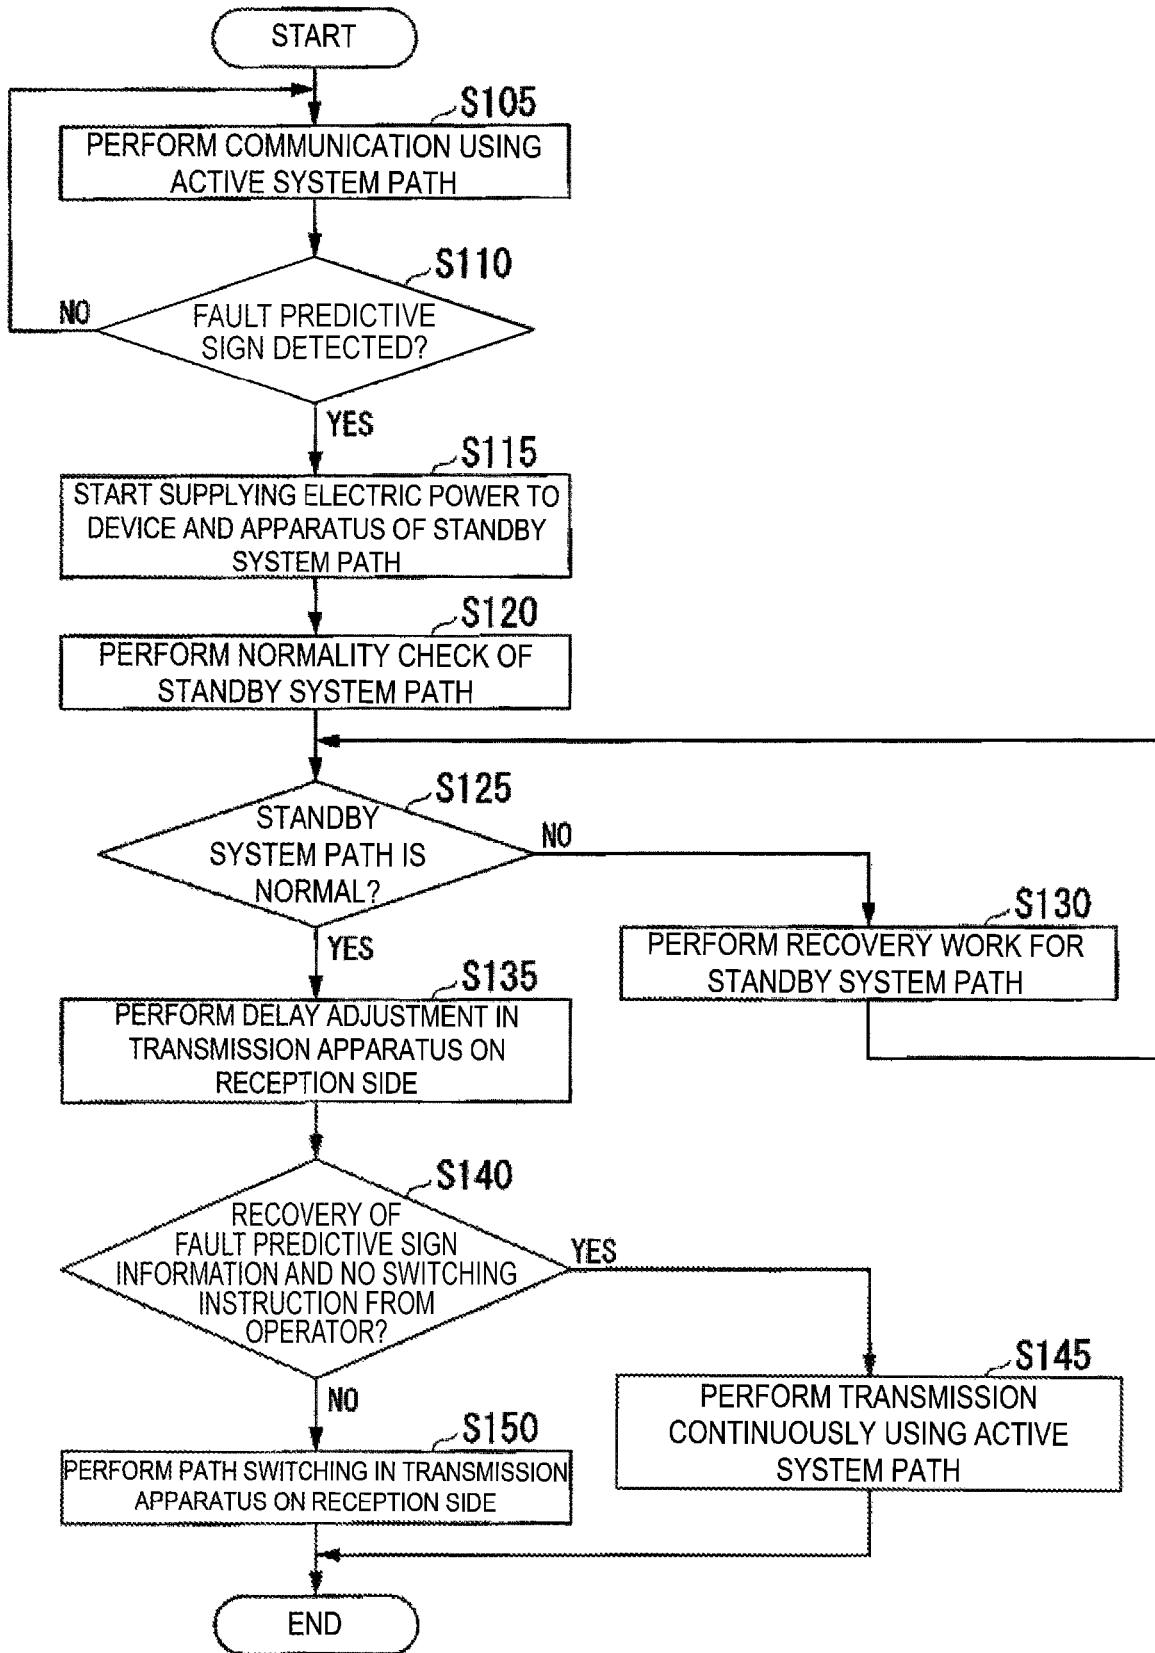 START
S105
PERFORM COMMUNICATION USING
ACTIVE SYSTEM PATH
S110
NO
FAULT PREDICTIVE
SIGN DETECTED?
YES
S115
START SUPPLYING ELECTRIC POWER TO
DEVICE AND APPARATUS OF STANDBY
SYSTEM PATH
S120
PERFORM NORMALITY CHECK OF
STANDBY SYSTEM PATH
S125
STANDBY
SYSTEM PATH IS
NORMAL?
NO
YES
S130
PERFORM RECOVERY WORK FOR
STANDBY SYSTEM PATH
S135
PERFORM DELAY ADJUSTMENT IN
TRANSMISSION APPARATUS ON
RECEPTION SIDE
S140
RECOVERY OF
FAULT PREDICTIVE SIGN
INFORMATION AND NO SWITCHING
INSTRUCTION FROM
OPERATOR?
YES
NO
S145
PERFORM TRANSMISSION
CONTINUOUSLY USING ACTIVE
SYSTEM PATH
S150
PERFORM PATH SWITCHING IN TRANSMISSION
APPARATUS ON RECEPTION SIDE
END